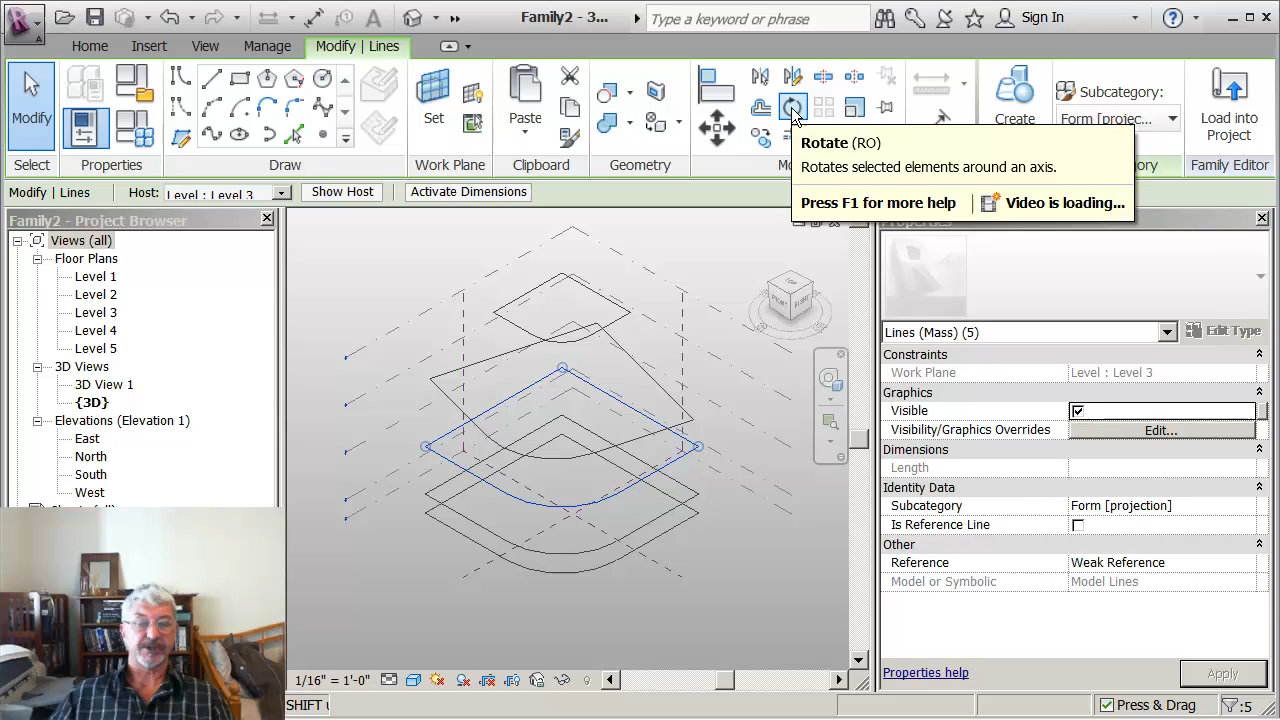 Family2 - 3...
Type a keyword or phrase
Sign In
Home
Insert
View
Manage
Modify | Lines
Modify
Paste
Set
Create
Subcategory:
Form [projec...
Load into
Project
Select
Properties
Draw
Work Plane
Clipboard
Geometry
Family Editor
Rotate (RO)
Rotates selected elements around an axis.
Press F1 for more help
Video is loading...
Modify | Lines
Host:
Level : Level 3
Show Host
Activate Dimensions
Family2 - Project Browser
Views (all)
Floor Plans
Level 1
Level 2
Level 3
Level 4
Level 5
3D Views
3D View 1
{3D}
Elevations (Elevation 1)
East
North
South
West
TOP
FRONT
RIGHT
Lines (Mass) (5)
Edit Type
Constraints
Work Plane
Level : Level 3
Graphics
Visible
Visibility/Graphics Overrides
Edit...
Dimensions
Length
Identity Data
Subcategory
Form [projection]
Is Reference Line
Other
Reference
Weak Reference
Model or Symbolic
Model Lines
Properties help
Apply
1/16" = 1'-0"
SHIFT
Press & Drag
:5